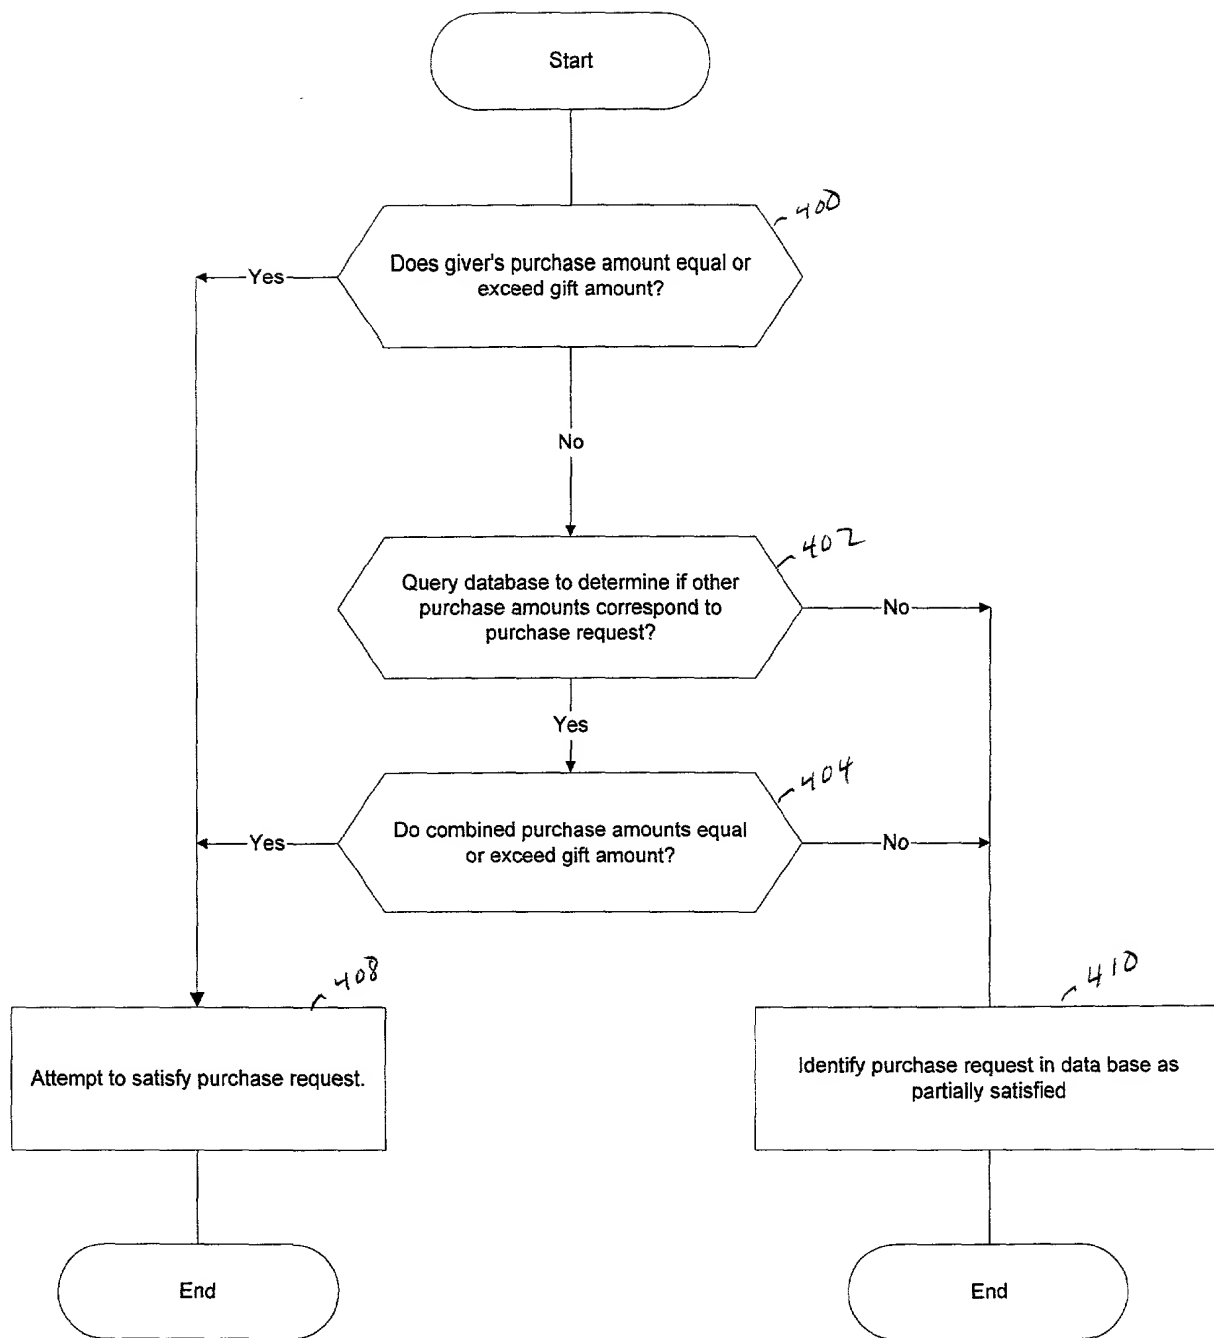 Start
400
Does giver's purchase amount equal or
exceed gift amount?
Yes
No
402
Query database to determine if other
purchase amounts correspond to
purchase request?
No
Yes
404
Do combined purchase amounts equal
or exceed gift amount?
Yes
No
408
Attempt to satisfy purchase request.
410
Identify purchase request in data base as
partially satisfied
End
End